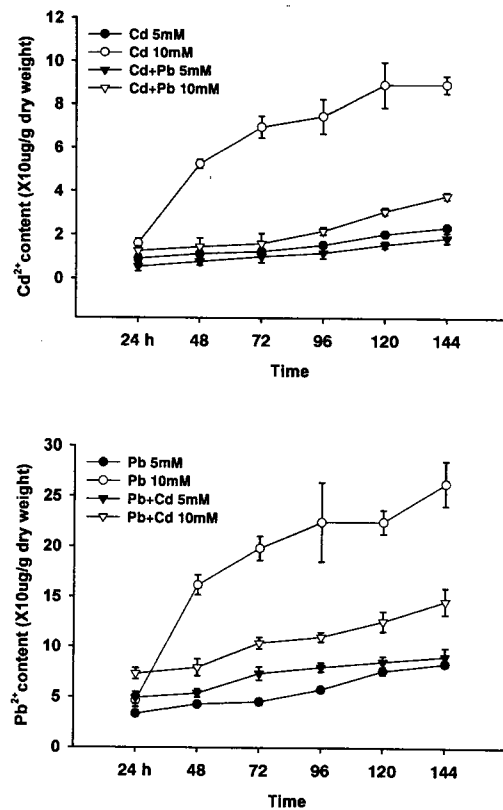 Cd 5mM
Cd 10mM
Cd+Pb 5mM
Cd+Pb 10mM
12
10
8
6
4
2
0
Cd2+content (X10ug/g dry weight)
24 h 48 72 96 120 144
Time
Pb 5mM
Pb 10mM
Pb+Cd 5mM
Pb+Cd 10mM
30
25
20
15
10
5
0
Pb2+content (X10ug/g dry weight)
24 h 48 72 96 120 144
Time